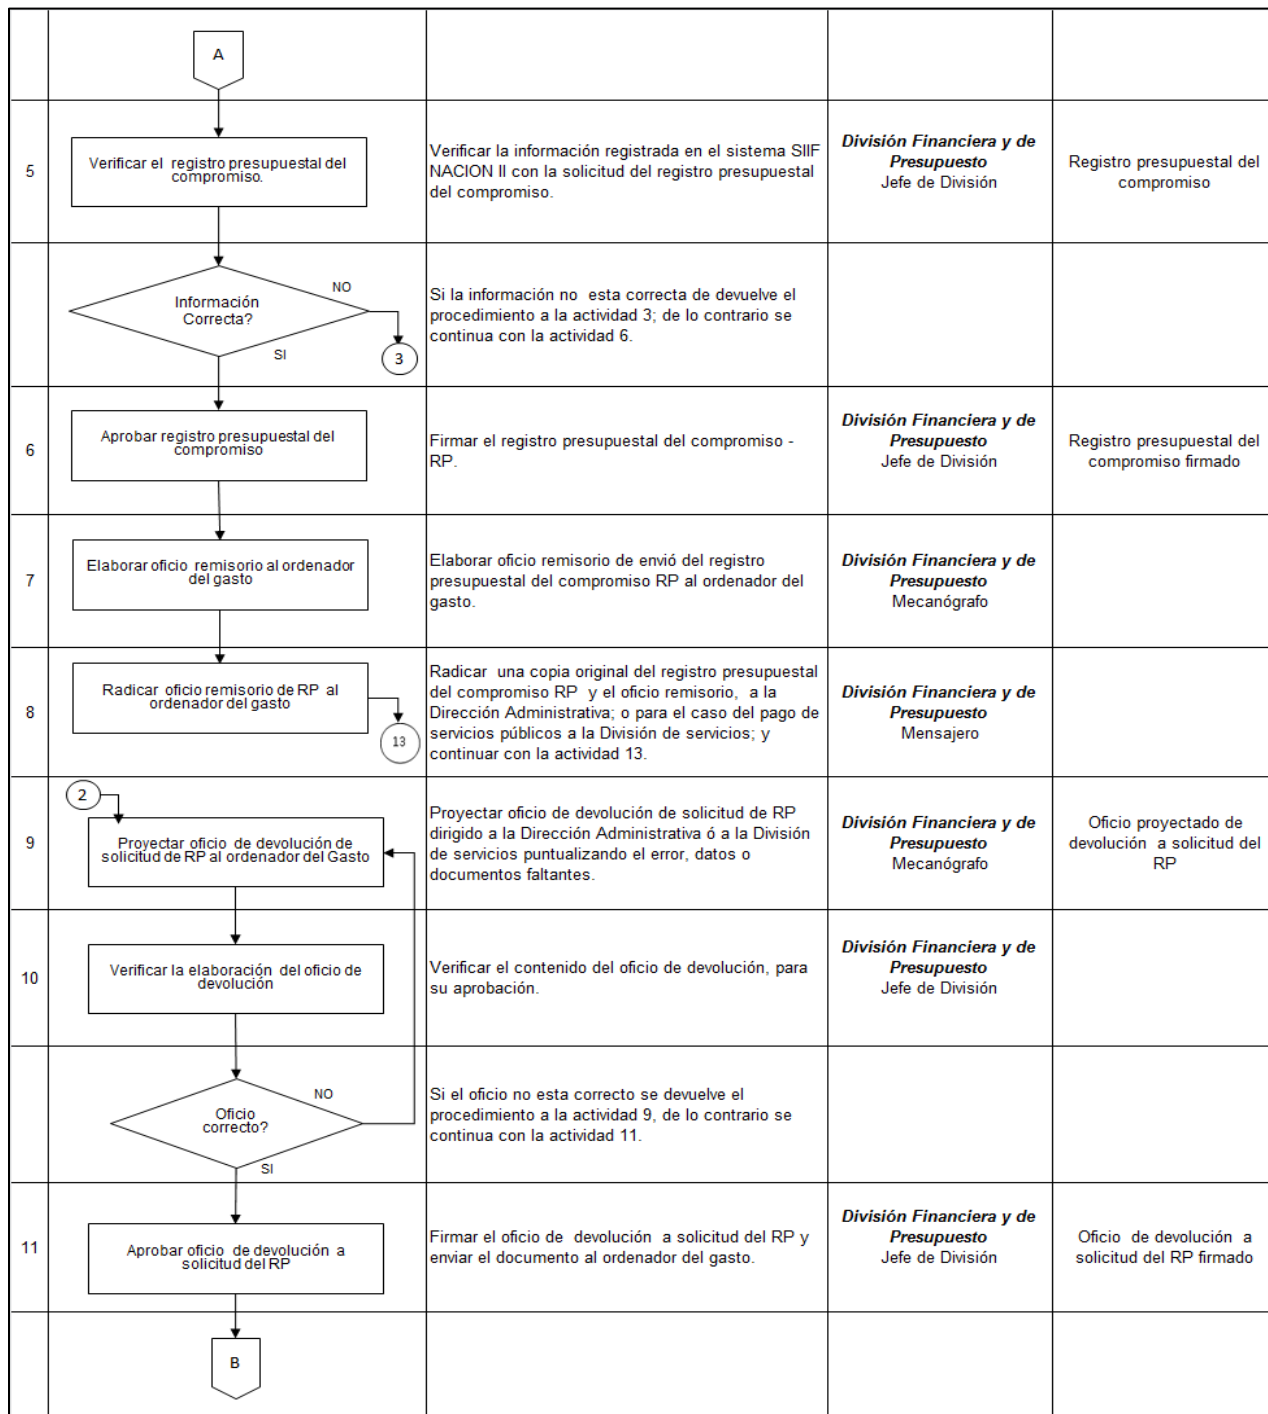 A
5
Verificar el registro presupuestal del
compromiso.
Verificar la información registrada en el sistema SIIF
NACION II con la solicitud del registro presupuestal
del compromiso.
División Financiera y de
Presupuesto
Jefe de División
Registro presupuestal del
compromiso
Información
Correcta?
NO
SI
3
Si la información no esta correcta de devuelve el
procedimiento a la actividad 3; de lo contrario se
continua con la actividad 6.
6
Aprobar registro presupuestal del
compromiso
Firmar el registro presupuestal del compromiso -
RP.
División Financiera y de
Presupuesto
Jefe de División
Registro presupuestal del
compromiso firmado
7
Elaborar oficio remisorio al ordenador
del gasto
Elaborar oficio remisorio de envió del registro
presupuestal del compromiso RP al ordenador del
gasto.
División Financiera y de
Presupuesto
Mecanógrafo
8
Radicar oficio remisorio de RP al
ordenador del gasto
13
Radicar una copia original del registro presupuestal
del compromiso RP y el oficio remisorio, a la
Dirección Administrativa; o para el caso del pago de
servicios públicos a la División de servicios; y
continuar con la actividad 13.
División Financiera y de
Presupuesto
Mensajero
2
9
Proyectar oficio de devolución de
solicitud de RP al ordenador del Gasto
Proyectar oficio de devolución de solicitud de RP
dirigido a la Dirección Administrativa ó a la División
de servicios puntualizando el error, datos o
documentos faltantes.
División Financiera y de
Presupuesto
Mecanógrafo
Oficio proyectado de
devolución a solicitud del
RP
10
Verificar la elaboración del oficio de
devolución
Verificar el contenido del oficio de devolución, para
su aprobación.
División Financiera y de
Presupuesto
Jefe de División
Oficio
correcto?
NO
SI
Si el oficio no esta correcto se devuelve el
procedimiento a la actividad 9, de lo contrario se
continua con la actividad 11.
11
Aprobar oficio de devolución a
solicitud del RP
Firmar el oficio de devolución a solicitud del RP y
enviar el documento al ordenador del gasto.
División Financiera y de
Presupuesto
Jefe de División
Oficio de devolución a
solicitud del RP firmado
B